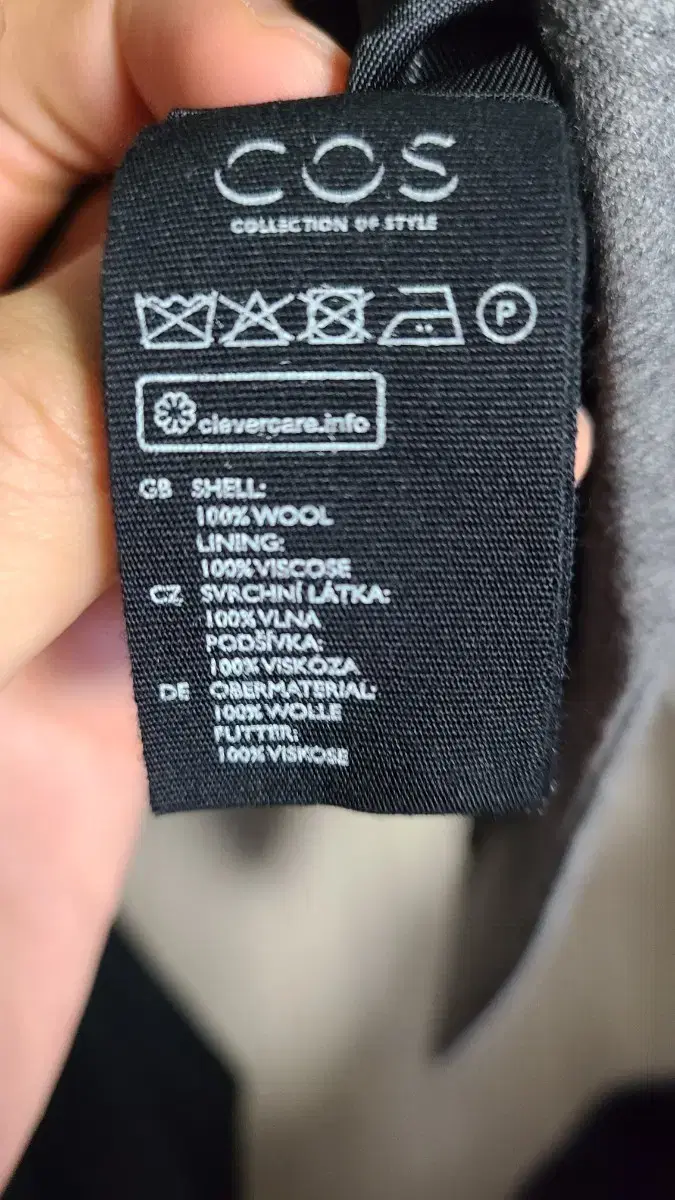 COS
COLLECTION OF STYLE
P
clevercare.info
GB SHELL:
100% WOOL
LINING:
100% VISCOSE
CZ SVRCHNÍ LÁTKA:
100% VLNA
PODŠÍVKA:
100% VISKÓZA
DE OBERMATERIAL:
100% WOLLE
FUTTER:
100% VISKOSE